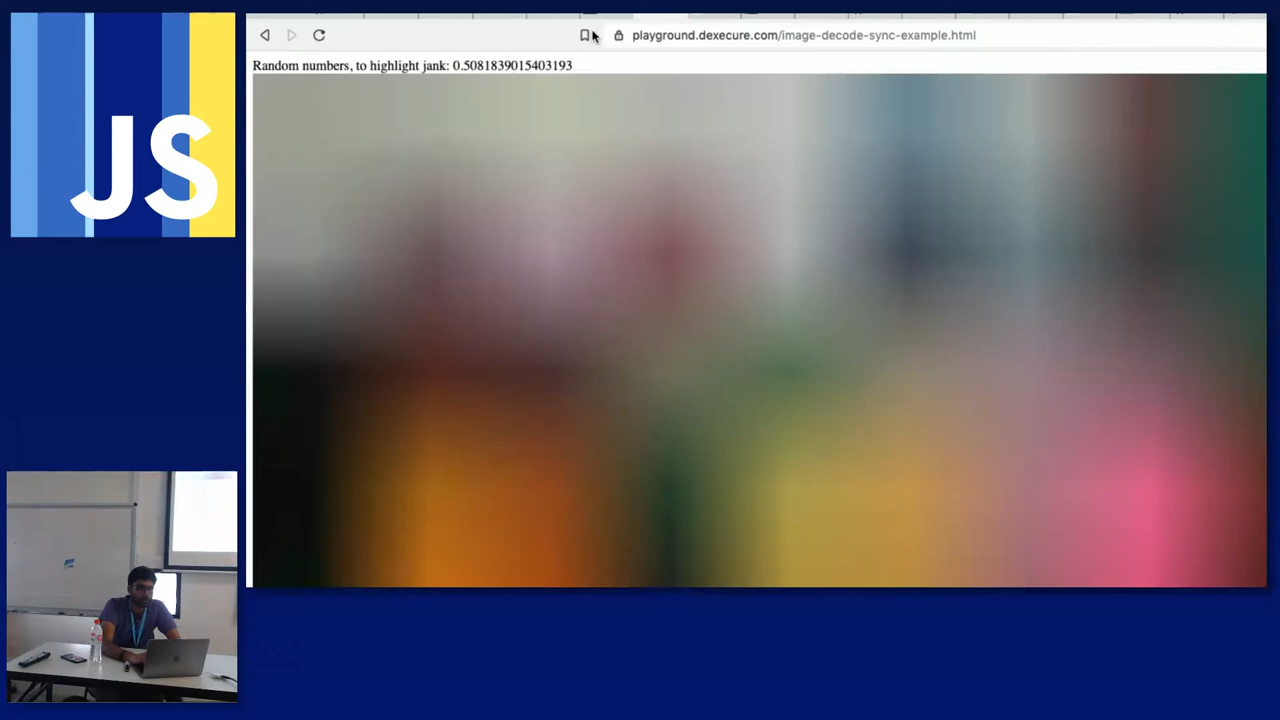 JS
playground.dexecure.com/image-decode-sync-example.html
Random numbers, to highlight jank: 0.5081839015403193